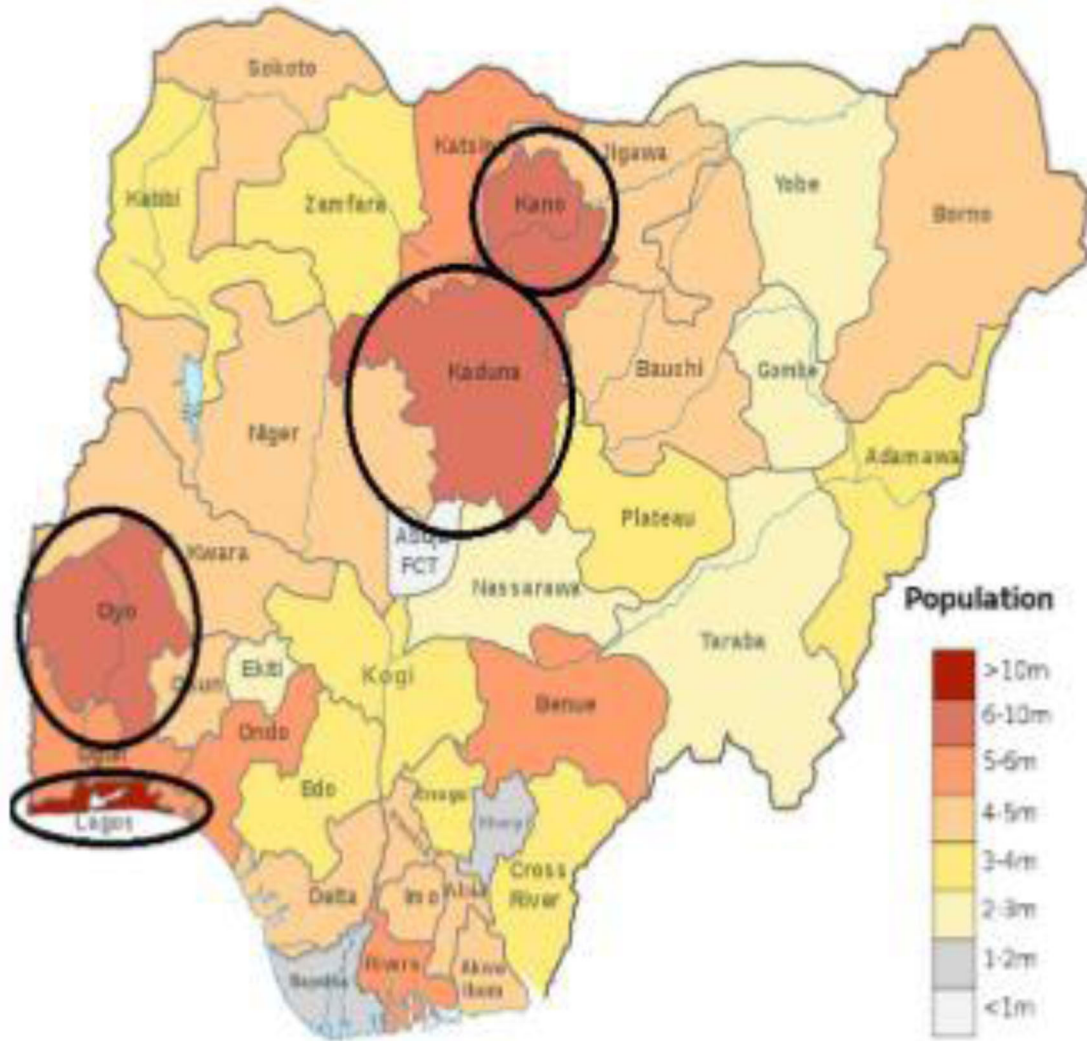 Sokoto
Katsin
Jigawa
Kebbi
Zamfara
Kano
Yobe
Borno
Kaduna
Bauchi
Gombe
Niger
Adamawa
Plateau
FCT
Kwara
Nassarawa
Oyo
Taraba
Ekiti
Kogi
Osun
Benue
Ondo
Ogun
Edo
Enugu
Lagos
Cross
River
Delta
Imo
Abia
Rivers
Akwa
Ibom
Population
>10m
6-10m
5-6m
4-5m
3-4m
2-3m
1-2m
<1m